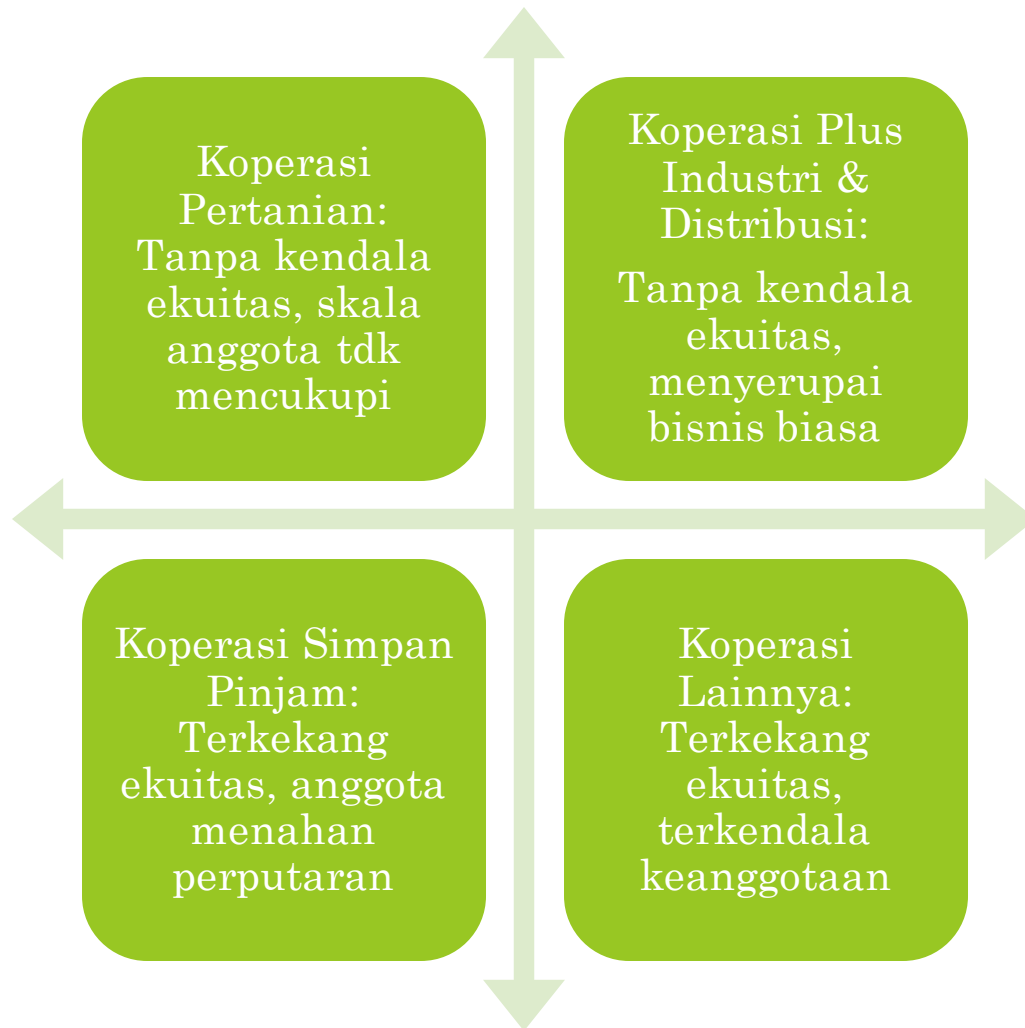 Koperasi
Pertanian:
Tanpa kendala
ekuitas, skala
anggota tdk
mencukupi
Koperasi Plus
Industri &
Distribusi:
Tanpa kendala
ekuitas,
menyerupai
bisnis biasa
Koperasi Simpan
Pinjam:
Terkekang
ekuitas, anggota
menahan
perputaran
Koperasi
Lainnya:
Terkekang
ekuitas,
terkendala
keanggotaan